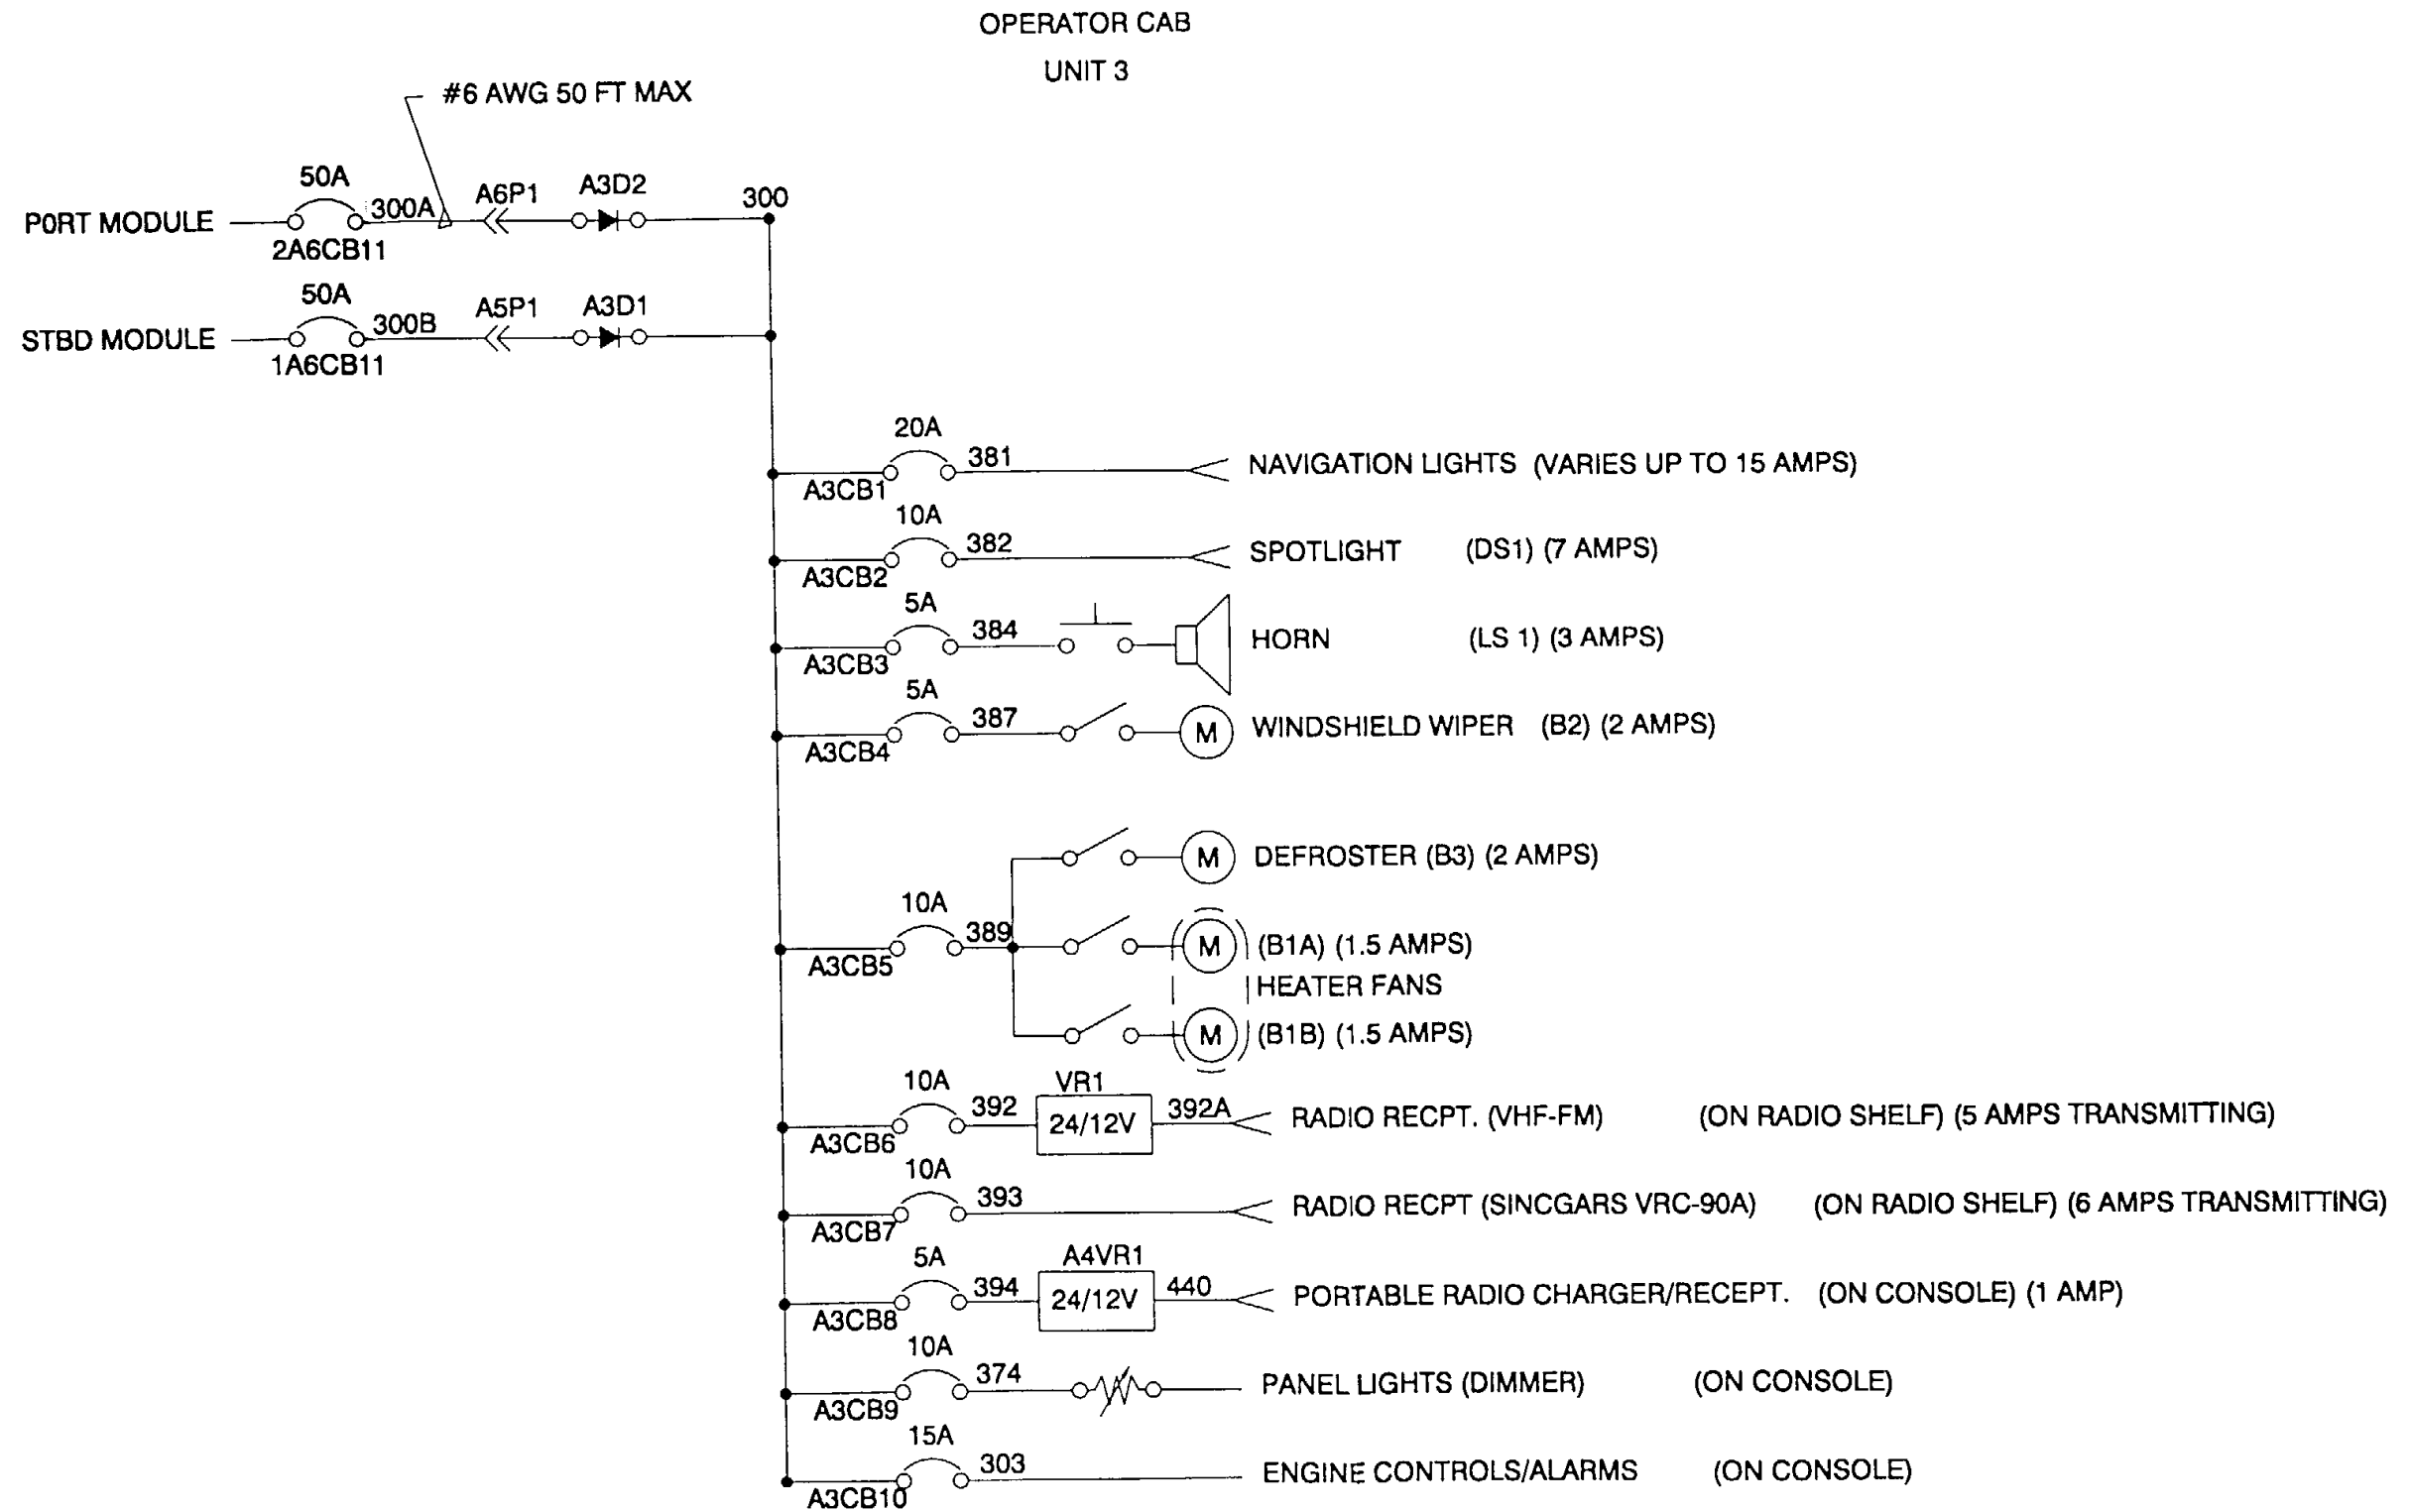 OPERATOR CAB
UNIT 3
#6 AWG 50 FT MAX
50A
A6P1
A3D2
300
PORT MODULE
300A
2A6CB11
50A
A5P1
A3D1
STBD MODULE
300B
1A6CB11
20A
381
NAVIGATION LIGHTS (VARIES UP TO 15 AMPS)
A3CB1
10A
382
SPOTLIGHT (DS1) (7 AMPS)
A3CB2
5A
384
HORN (LS 1) (3 AMPS)
A3CB3
5A
387
M
WINDSHIELD WIPER (B2) (2 AMPS)
A3CB4
M
DEFROSTER (B3) (2 AMPS)
10A
389
M
(B1A) (1.5 AMPS)
A3CB5
HEATER FANS
M
(B1B) (1.5 AMPS)
10A
392
VR1
24/12V
392A
RADIO RECPT. (VHF-FM) (ON RADIO SHELF) (5 AMPS TRANSMITTING)
A3CB6
10A
393
RADIO RECPT (SINCGARS VRC-90A) (ON RADIO SHELF) (6 AMPS TRANSMITTING)
A3CB7
5A
394
A4VR1
24/12V
440
PORTABLE RADIO CHARGER/RECEPT. (ON CONSOLE) (1 AMP)
A3CB8
10A
374
PANEL LIGHTS (DIMMER) (ON CONSOLE)
A3CB9
15A
303
ENGINE CONTROLS/ALARMS (ON CONSOLE)
A3CB10